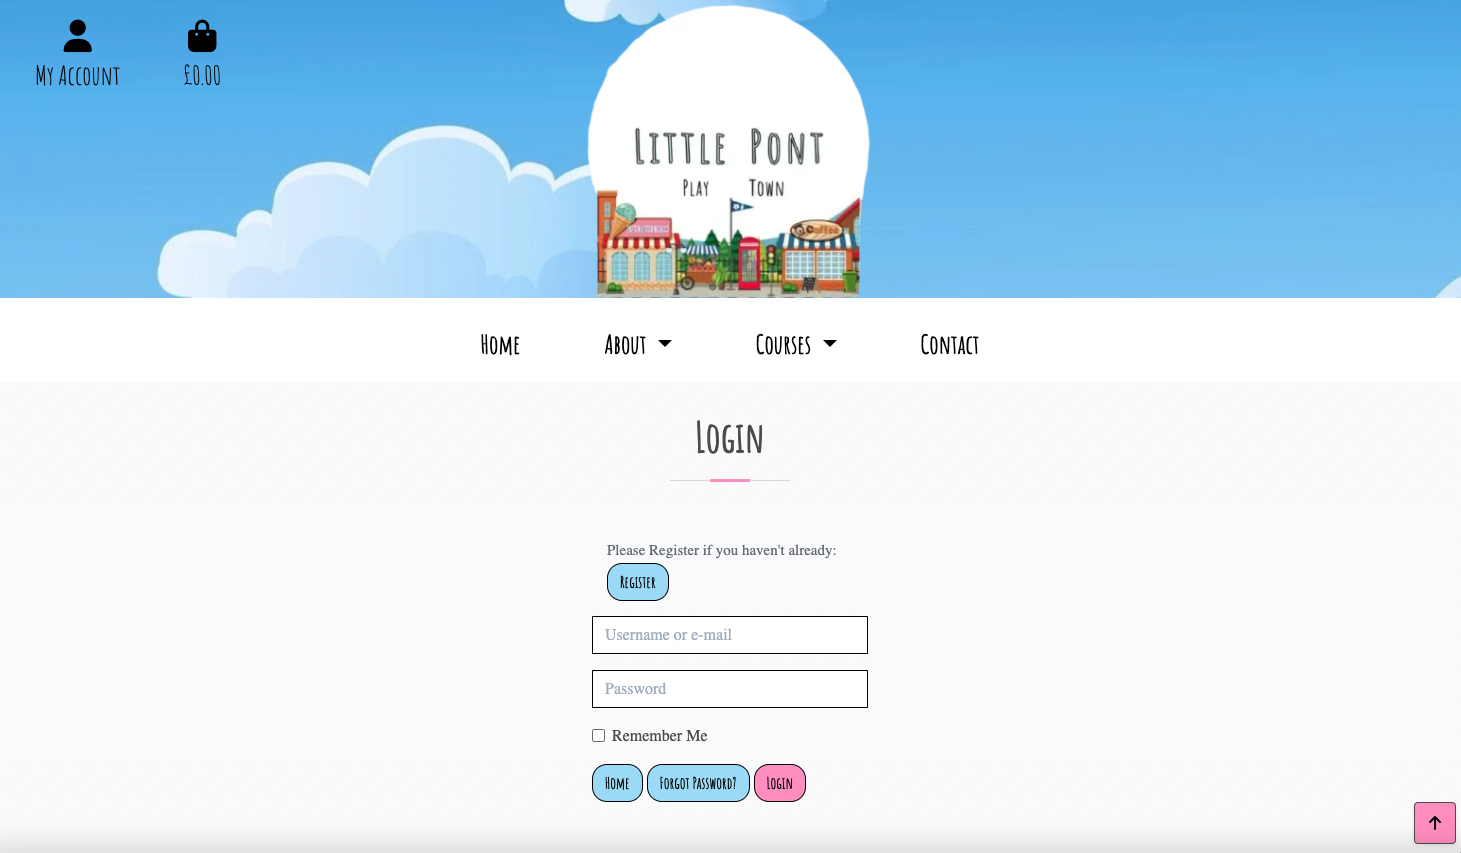 My Account
£0.00
Little Pont
Play Town
Coffee
Home
About
Courses
Contact
Login
Please Register if you haven't already:
Register
Username or e-mail
Password
Remember Me
Home
Forgot Password?
Login